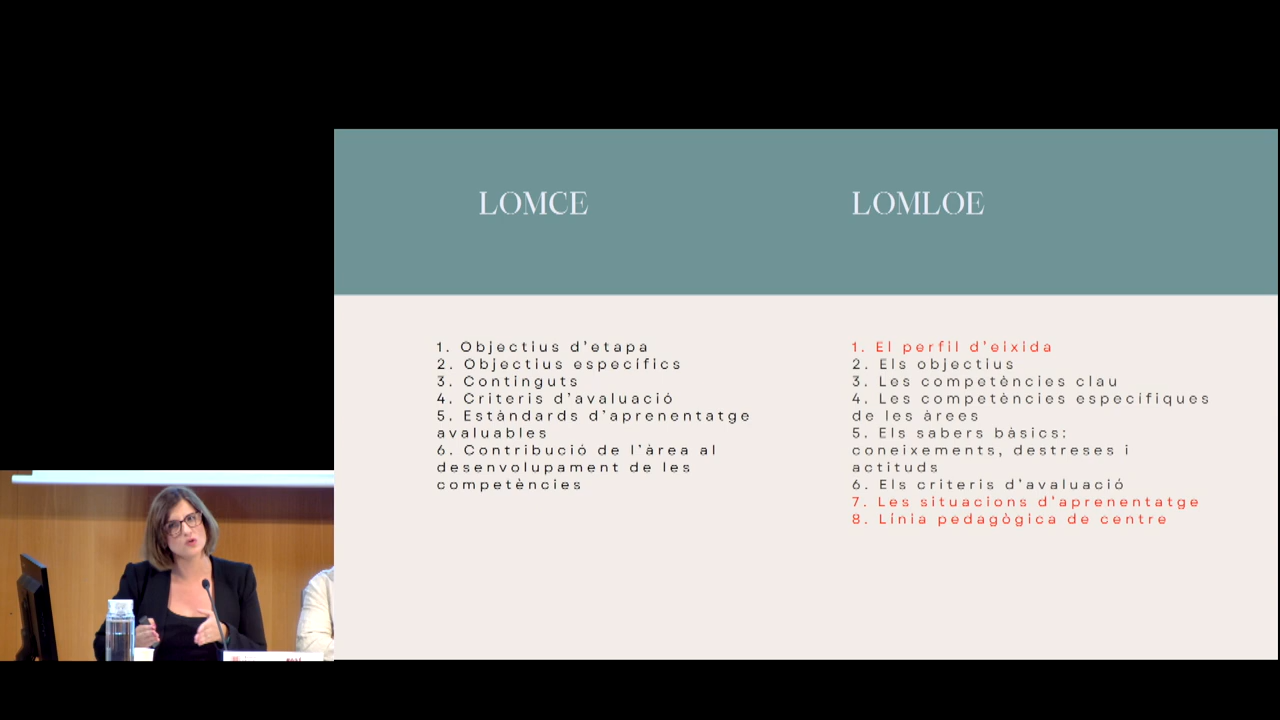 LOMCE
LOMLOE
1. Objectius d'etapa
2. Objectius específics
3. Continguts
4. Criteris d'avaluació
5. Estàndards d'aprenentatge
avaluables
6. Contribució de l'àrea al
desenvolupament de les
competències
1. El perfil d'eixida
2. Els objectius
3. Les competències clau
4. Les competències específiques
de les àrees
5. Els sabers bàsics:
coneixements, destreses i
actituds
6. Els criteris d'avaluació
7. Les situacions d'aprenentatge
8. Línia pedagògica de centre